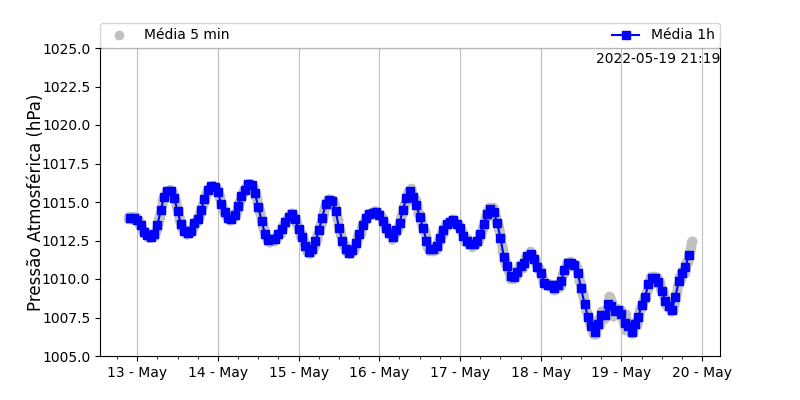 Média 5 min
Média 1h
2022-05-19 21:19
Pressão Atmosférica (hPa)
1025.0
1022.5
1020.0
1017.5
1015.0
1012.5
1010.0
1007.5
1005.0
13 - May
14 - May
15 - May
16 - May
17 - May
18 - May
19 - May
20 - May